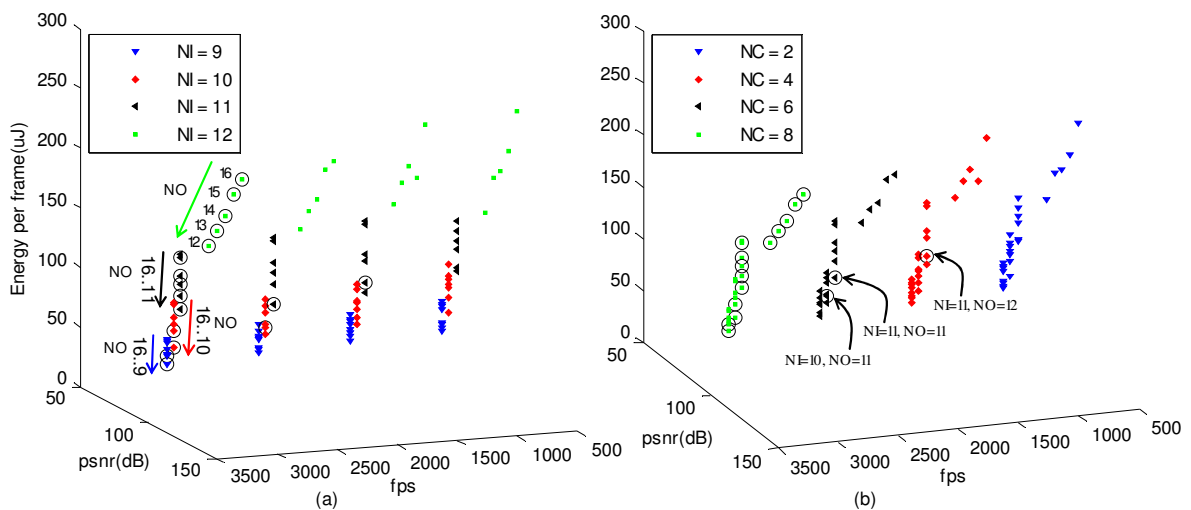 300
250
200
150
100
50
0
Energy per frame(uJ)
NI = 9
NI = 10
NI = 11
NI = 12
NO
16
15
14
13
12
NO
16..11
NO
16..10
NO
16..9
50
100
150
psnr(dB)
3500
3000
2500
2000
1500
1000
500
fps
(a)
300
250
200
150
100
50
0
NC = 2
NC = 4
NC = 6
NC = 8
NI=11, NO=12
NI=11, NO=11
NI=10, NO=11
50
100
150
psnr(dB)
3500
3000
2500
2000
1500
1000
500
fps
(b)